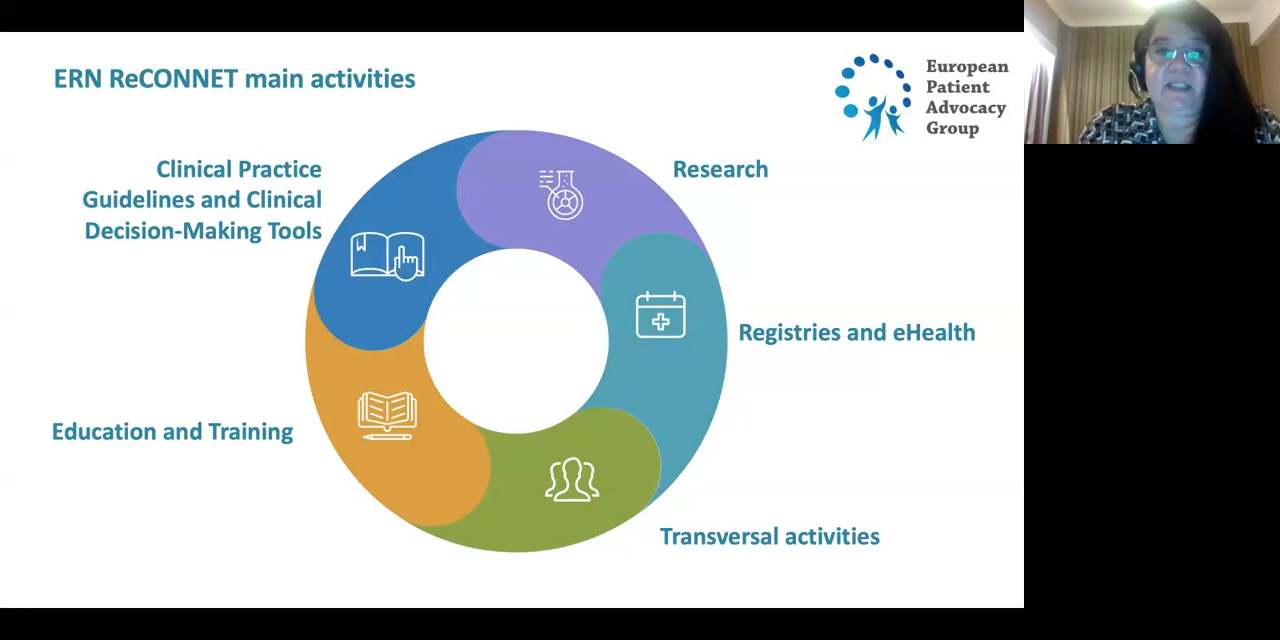 ERN ReCONNET main activities
European
Patient
Advocacy
Group
Clinical Practice
Guidelines and Clinical
Decision-Making Tools
Research
Registries and eHealth
Education and Training
Transversal activities